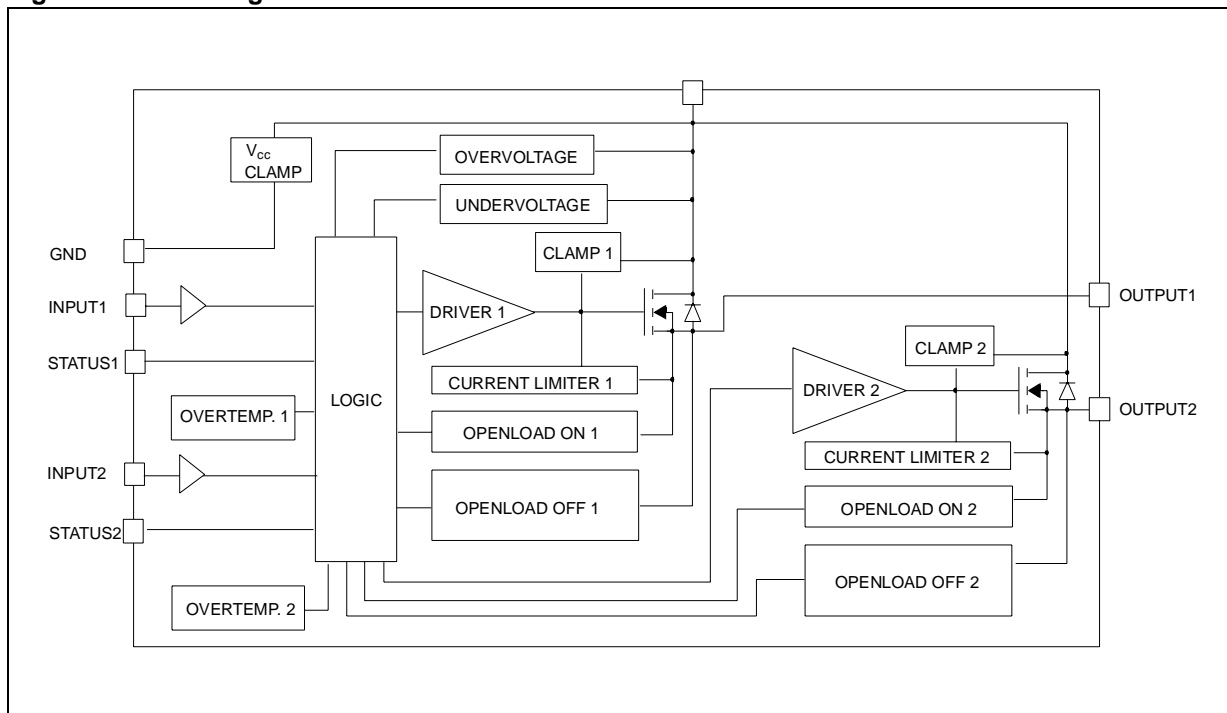 V_cc
CLAMP
OVERVOLTAGE
UNDERVOLTAGE
GND
CLAMP 1
INPUT1
DRIVER 1
OUTPUT1
STATUS1
CLAMP 2
CURRENT LIMITER 1
DRIVER 2
LOGIC
OVERTEMP. 1
OUTPUT2
OPENLOAD ON 1
CURRENT LIMITER 2
INPUT2
OPENLOAD OFF 1
OPENLOAD ON 2
STATUS2
OPENLOAD OFF 2
OVERTEMP. 2